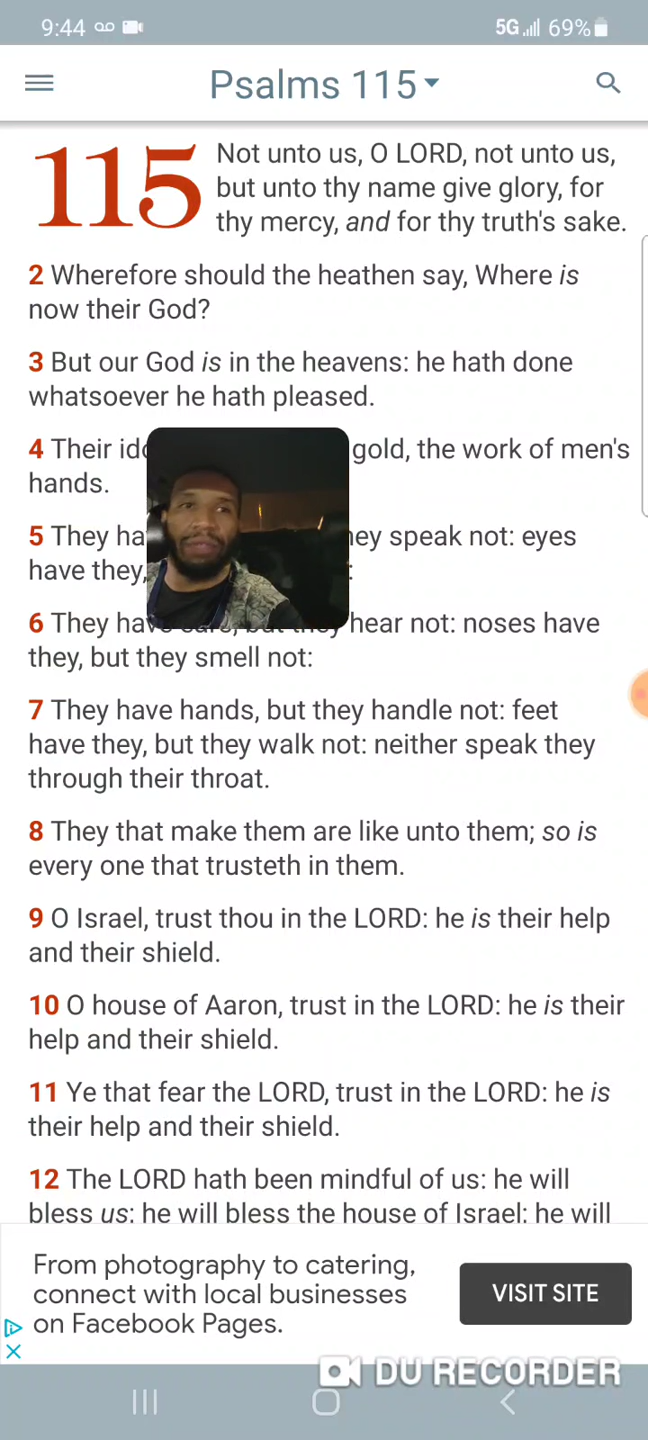 9:44
5G 69%
Psalms 115
115 Not unto us, O LORD, not unto us,
but unto thy name give glory, for
thy mercy, and for thy truth's sake.
2 Wherefore should the heathen say, Where is
now their God?
3 But our God is in the heavens: he hath done
whatsoever he hath pleased.
4 Their gold, the work of men's
hands.
5 They speak not: eyes
have they,
6 They have ears, but they hear not: noses have
they, but they smell not:
7 They have hands, but they handle not: feet
have they, but they walk not: neither speak they
through their throat.
8 They that make them are like unto them; so is
every one that trusteth in them.
9 O Israel, trust thou in the LORD: he is their help
and their shield.
10 O house of Aaron, trust in the LORD: he is their
help and their shield.
11 Ye that fear the LORD, trust in the LORD: he is
their help and their shield.
12 The LORD hath been mindful of us: he will
bless us: he will bless the house of Israel: he will
From photography to catering,
connect with local businesses
on Facebook Pages.
VISIT SITE
DU RECORDER